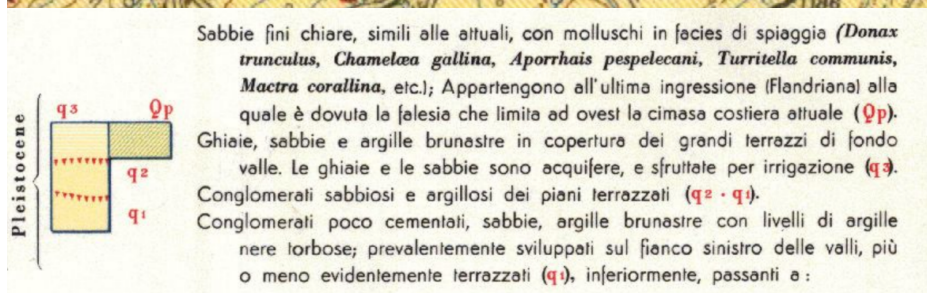 Sabbie fini chiare, simili alle attuali, con molluschi in facies di spiaggia (Donax
trunculus, Chamelæa gallina, Aporrhais pespelecani, Turritella communis,
Mactra corallina, etc.); Appartengono all'ultima ingressione (Flandriana) alla
quale è dovuta la falesia che limita ad ovest la cimasa costiera attuale (Qp).
Ghiaie, sabbie e argille brunastre in copertura dei grandi terrazzi di fondo
valle. Le ghiaie e le sabbie sono acquifere, e sfruttate per irrigazione (q3).
Conglomerati sabbiosi e argillosi dei piani terrazzati (q2 - q1).
Conglomerati poco cementati, sabbie, argille brunastre con livelli di argille
nere torbose; prevalentemente sviluppati sul fianco sinistro delle valli, più
o meno evidentemente terrazzati (q1), inferiormente, passanti a :
Pleistocene
q3 Qp
q2
q1